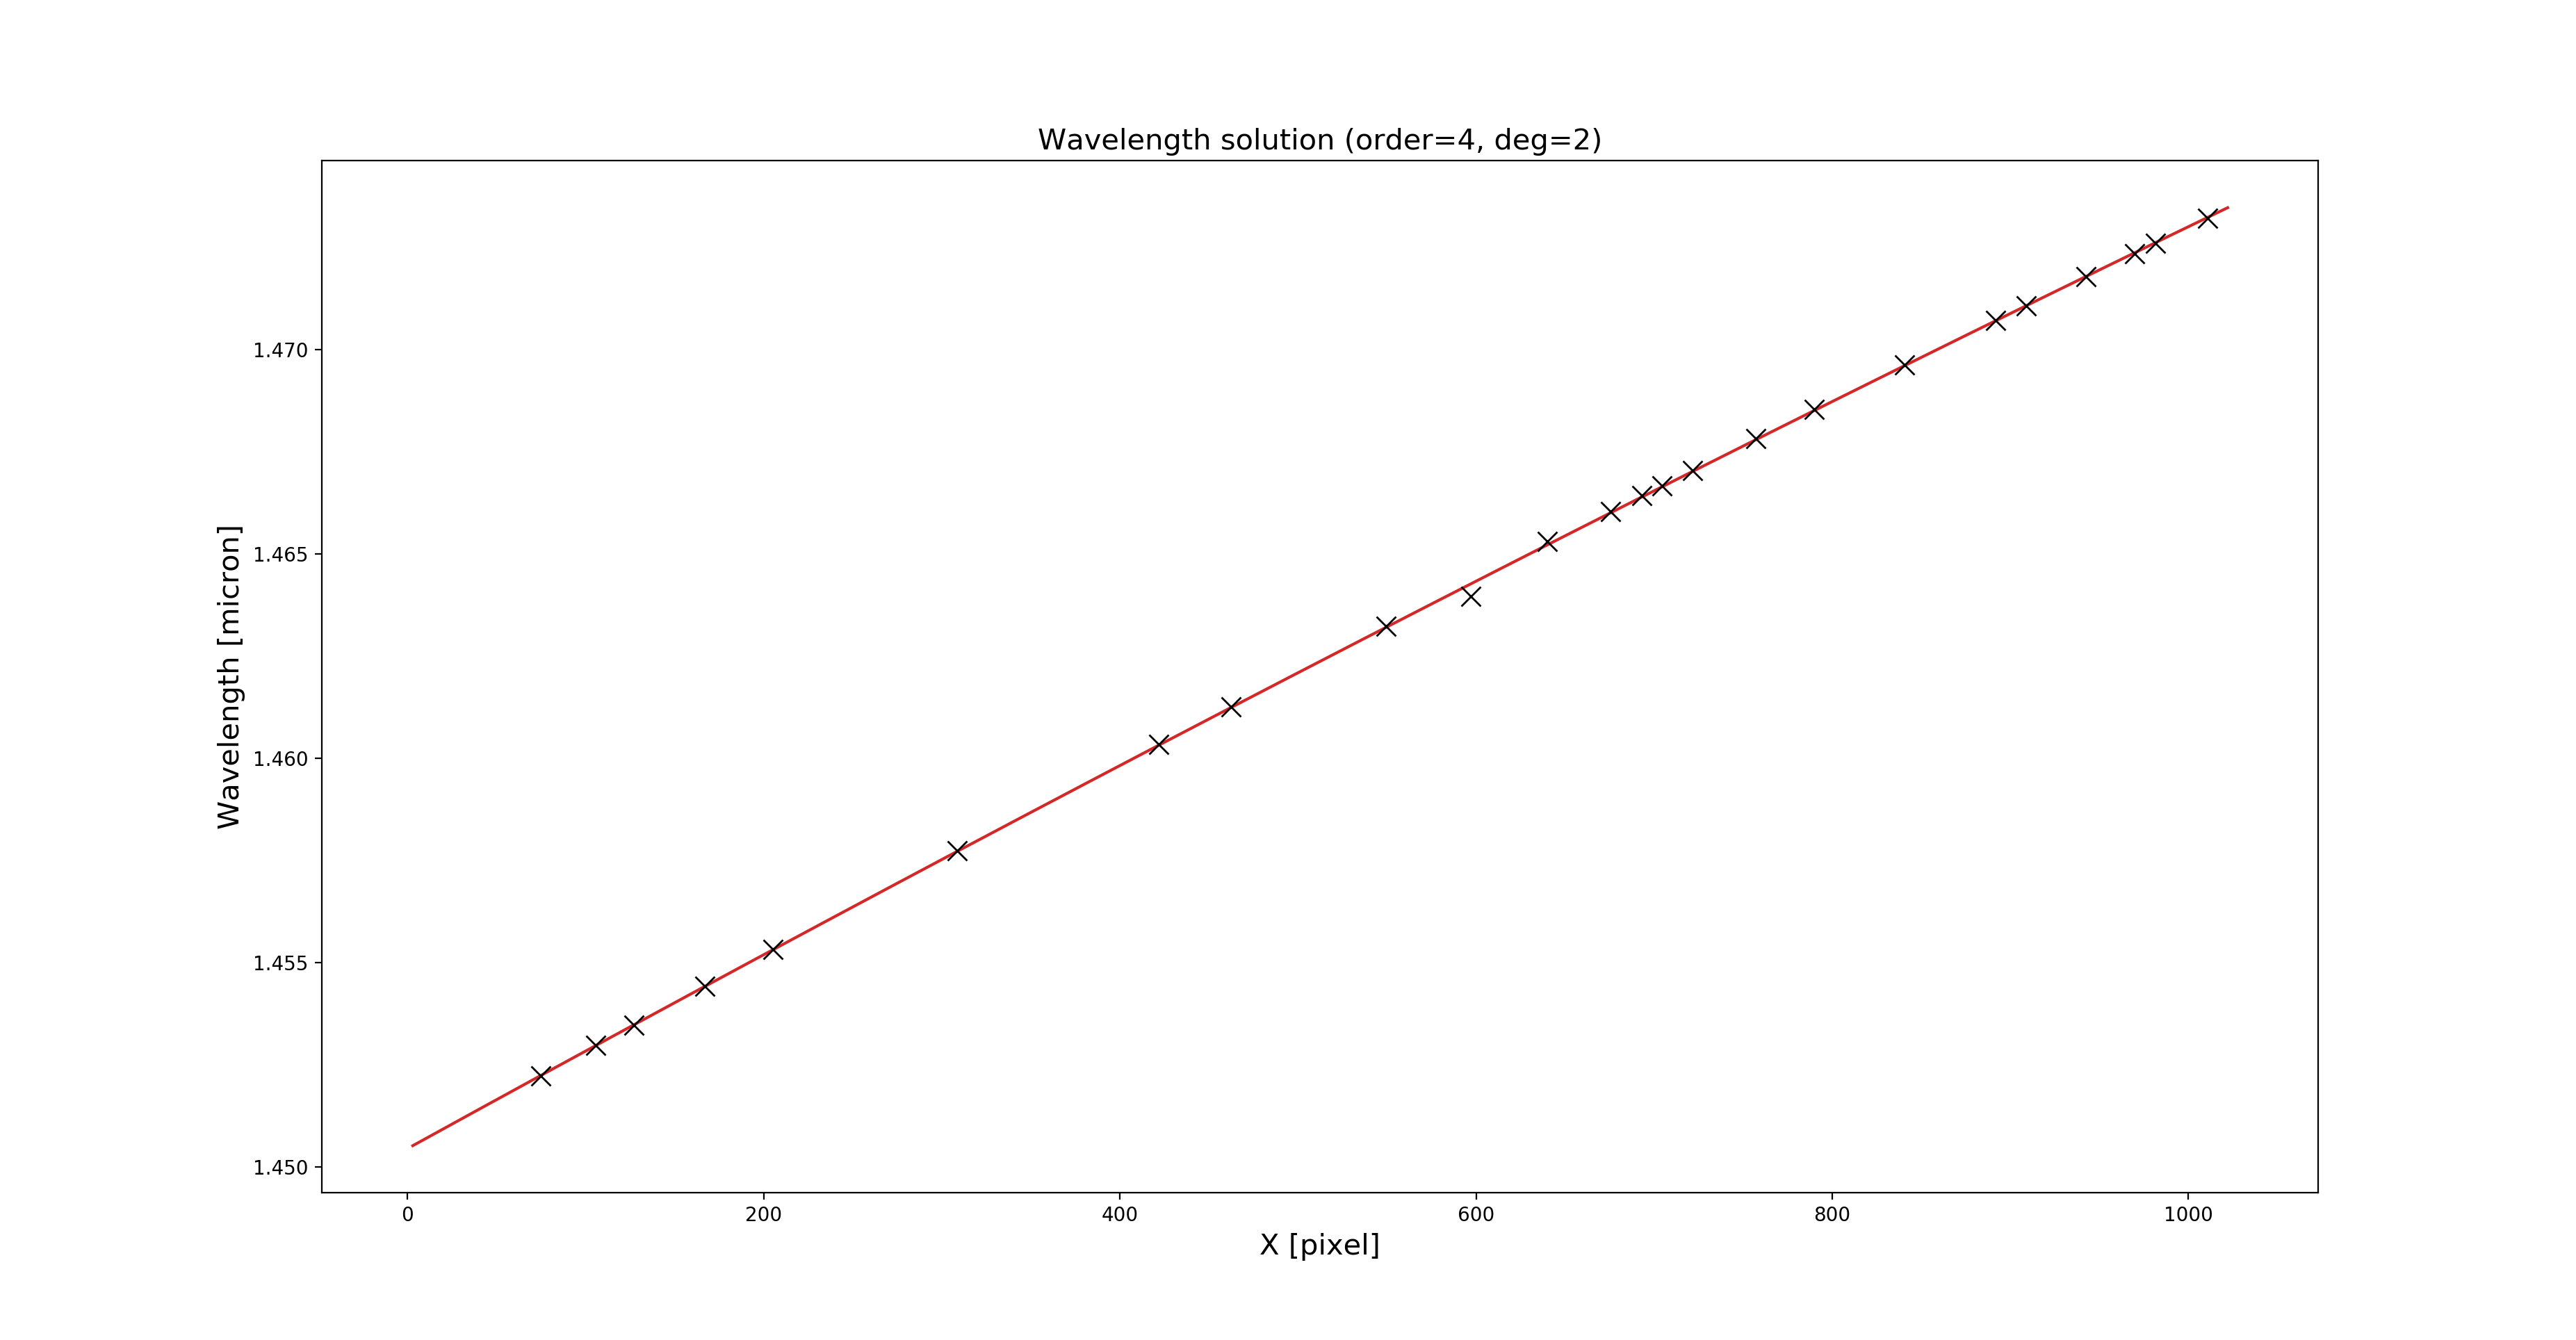 Wavelength solution (order=4, deg=2)
Wavelength [micron]
1.470
1.465
1.460
1.455
1.450
0 200 400 600 800 1000
X [pixel]